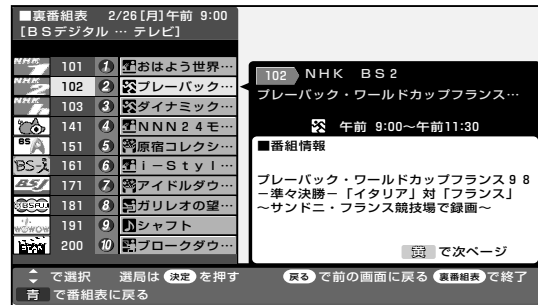 ■裏番組表 2/26[月]午前 9:00
[BSデジタル … テレビ]
NHK 1 101 1 おはよう世界…
NHK 2 102 2 プレーバック…
NHK 103 3 ダイナミック…
141 4 NNN24モ…
BS A 151 5 原宿コレクシ…
BS-i 161 6 i-Styl…
BSJ 171 7 アイドルダウ…
BSFUJI 181 8 ガリレオの望…
WOWOW 191 9 シャフト
200 10 ブロークダウ…
102 NHK BS2
プレーバック・ワールドカップフランス…
午前 9:00~午前11:30
■番組情報
プレーバック・ワールドカップフランス98
-準々決勝-「イタリア」対「フランス」
~サンドニ・フランス競技場で録画~
黄 で次ページ
で選択 選局は 決定 を押す 戻る で前の画面に戻る 裏番組表 で終了
青 で番組表に戻る